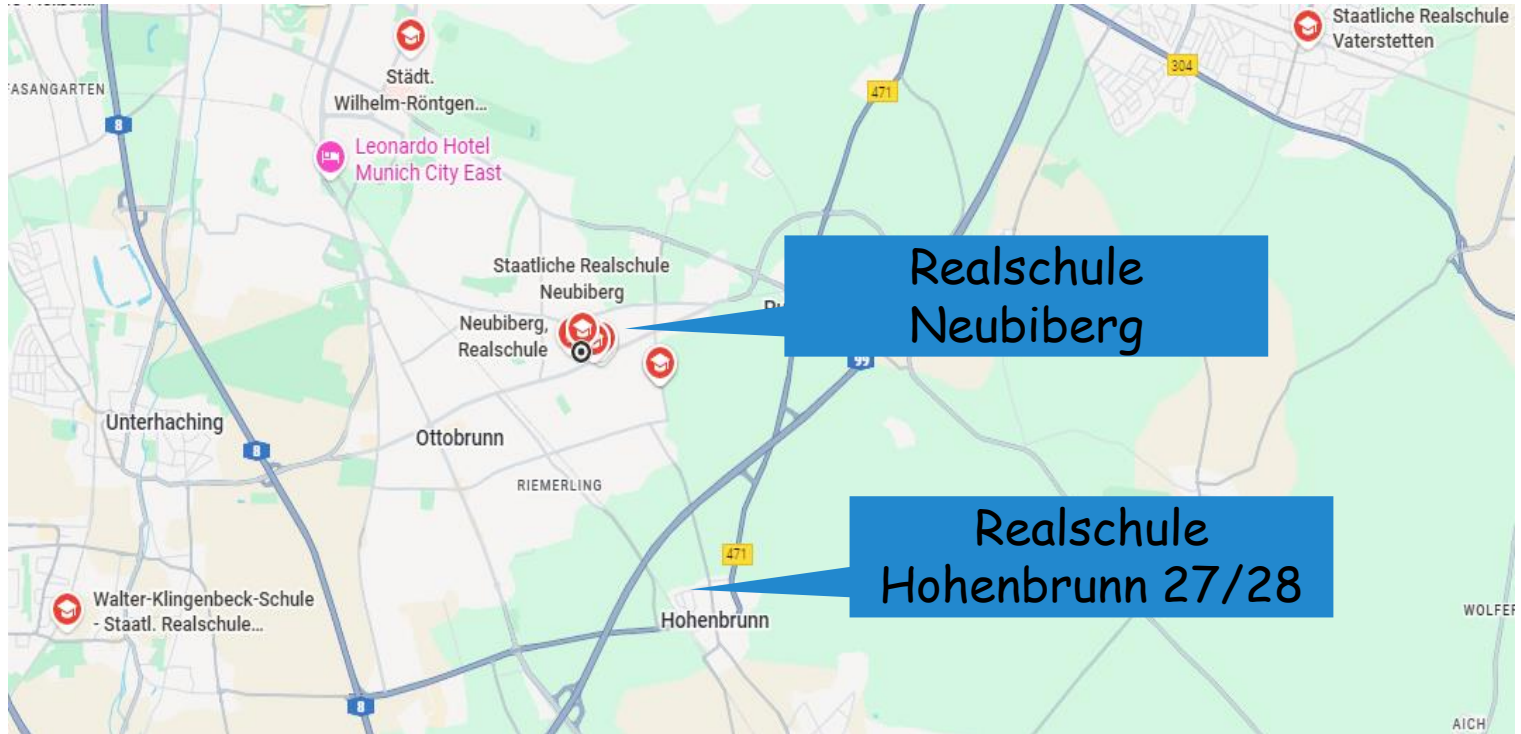 Staatliche Realschule
Vaterstetten
304
471
Städt.
Wilhelm-Röntgen...
8
Leonardo Hotel
Munich City East
Staatliche Realschule
Neubiberg
Neubiberg,
Realschule
Realschule
Neubiberg
99
Unterhaching
8
Ottobrunn
RIEMERLING
Realschule
Hohenbrunn 27/28
471
Walter-Klingenbeck-Schule
- Staatl. Realschule...
Hohenbrunn
8
AICH